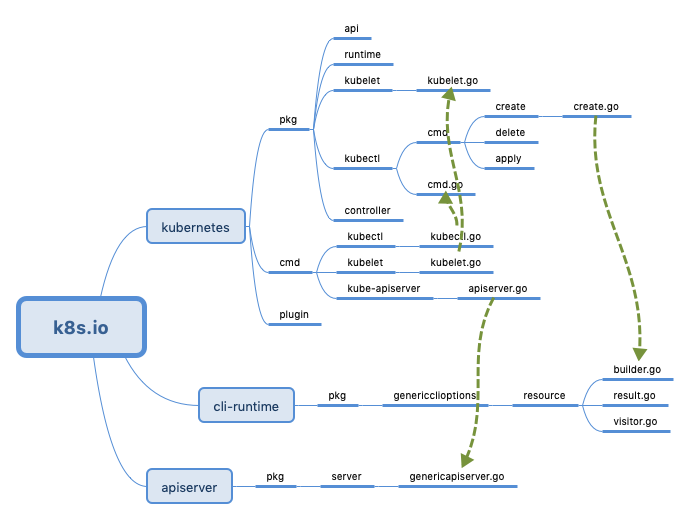 api
runtime
kubelet
kubelet.go
create
create.go
pkg
cmd
delete
kubectl
apply
cmd.go
controller
kubernetes
kubectl
kubectl.go
cmd
kubelet
kubelet.go
kube-apiserver
apiserver.go
plugin
k8s.io
builder.go
pkg
genericclioptions
resource
result.go
cli-runtime
visitor.go
apiserver
pkg
server
genericapiserver.go